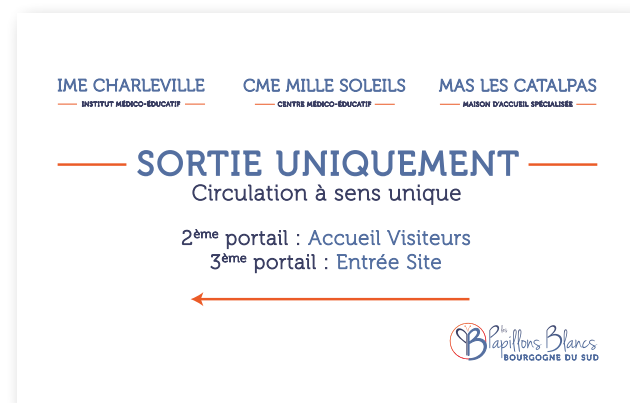 IME CHARLEVILLE CME MILLE SOLEILS MAS LES CATALPAS
INSTITUT MÉDICO-ÉDUCATIF CENTRE MÉDICO-ÉDUCATIF MAISON D'ACCUEIL SPÉCIALISÉE
SORTIE UNIQUEMENT
Circulation à sens unique
2ème portail : Accueil Visiteurs
3ème portail : Entrée Site
les Papillons Blancs
BOURGOGNE DU SUD